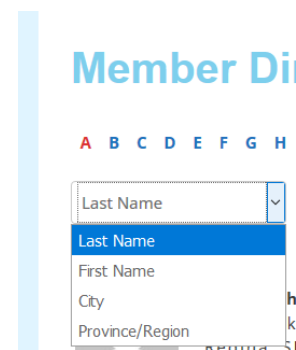 Member Di
A B C D E F G H
Last Name
Last Name
First Name
City
Province/Region